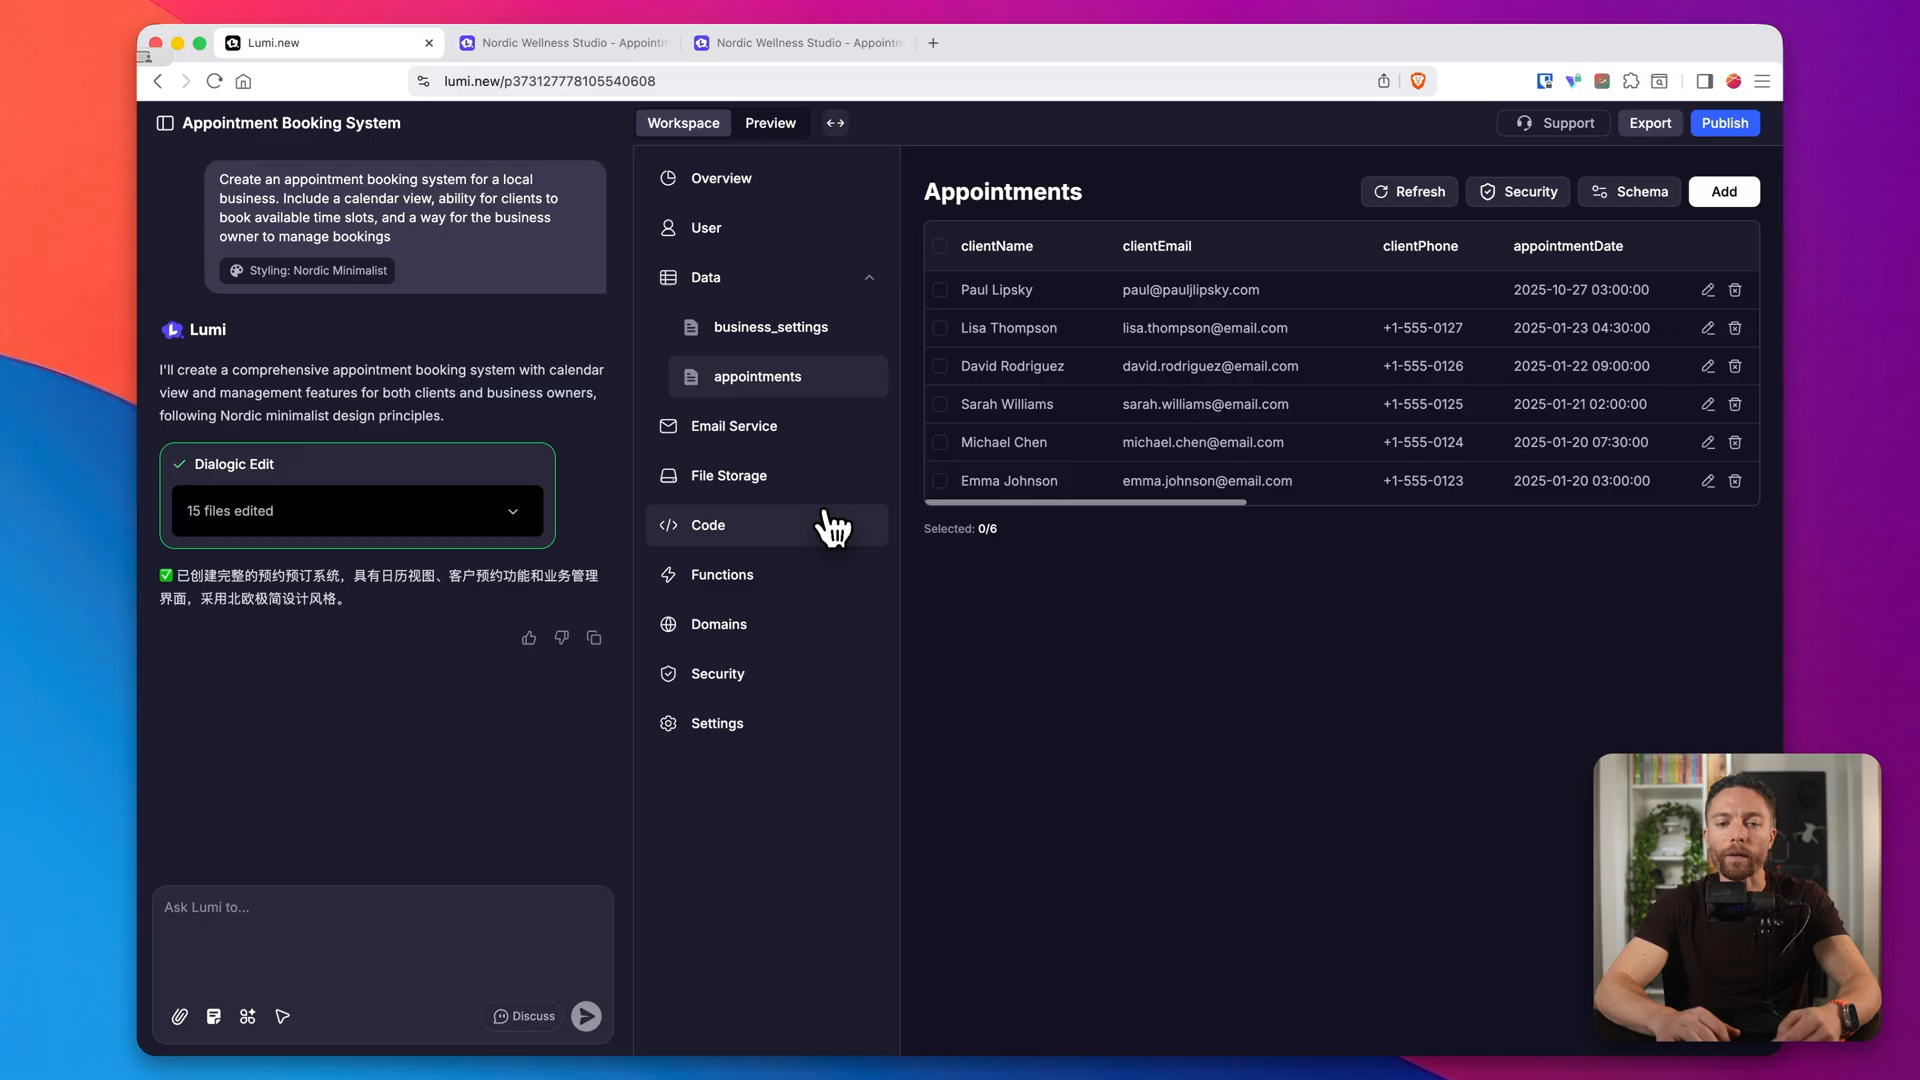 Lumi.new
Nordic Wellness Studio - Appointm
Nordic Wellness Studio - Appointm
lumi.new/p373127778105540608
Appointment Booking System
Workspace
Preview
Support
Export
Publish
Create an appointment booking system for a local
business. Include a calendar view, ability for clients to
book available time slots, and a way for the business
owner to manage bookings
Styling: Nordic Minimalist
Lumi
I'll create a comprehensive appointment booking system with calendar
view and management features for both clients and business owners,
following Nordic minimalist design principles.
Dialogic Edit
15 files edited
✅ 已创建完整的预约预订系统，具有日历视图、客户预约功能和业务管理
界面，采用北欧极简设计风格。
Ask Lumi to...
Discuss
Overview
User
Data
business_settings
appointments
Email Service
File Storage
Code
Functions
Domains
Security
Settings
Appointments
Refresh
Security
Schema
Add
clientName clientEmail clientPhone appointmentDate
Paul Lipsky paul@pauljlipsky.com 2025-10-27 03:00:00
Lisa Thompson lisa.thompson@email.com +1-555-0127 2025-01-23 04:30:00
David Rodriguez david.rodriguez@email.com +1-555-0126 2025-01-22 09:00:00
Sarah Williams sarah.williams@email.com +1-555-0125 2025-01-21 02:00:00
Michael Chen michael.chen@email.com +1-555-0124 2025-01-20 07:30:00
Emma Johnson emma.johnson@email.com +1-555-0123 2025-01-20 03:00:00
Selected: 0/6